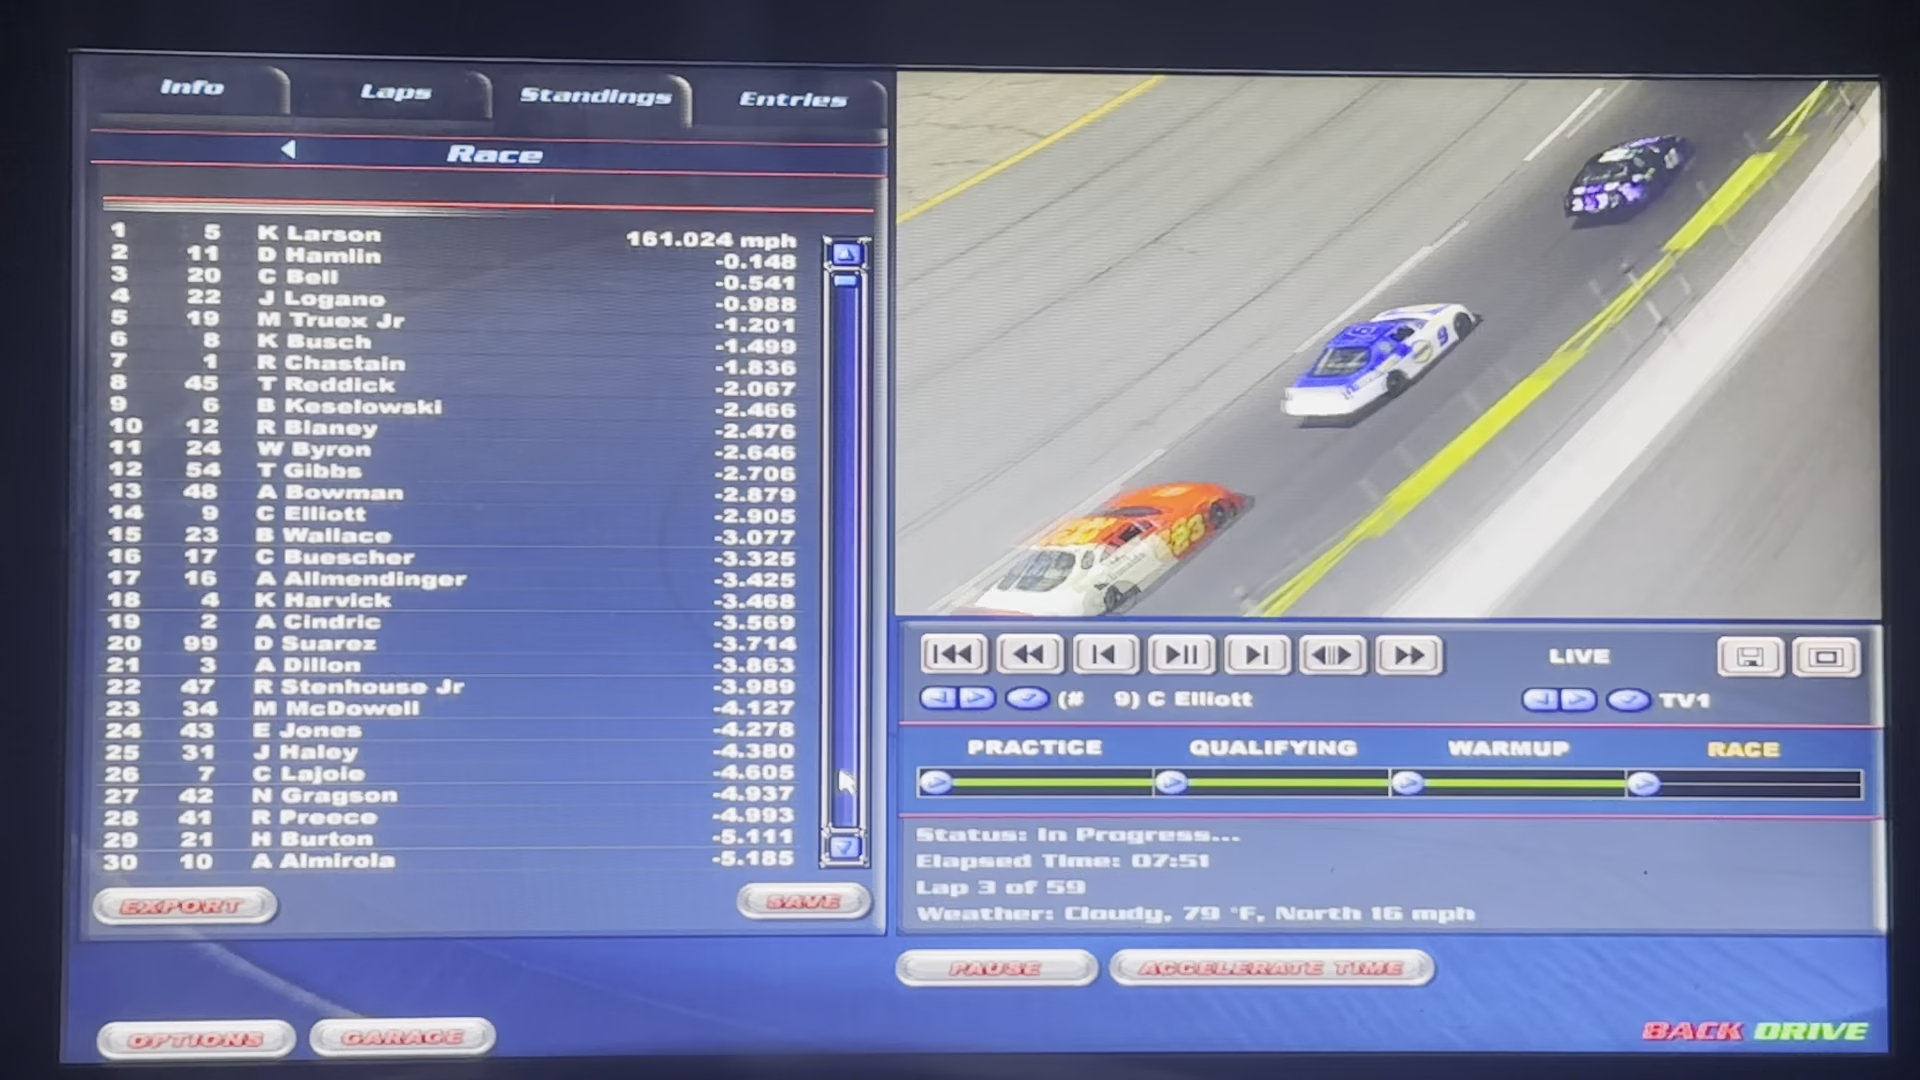 Info Laps Standings Entries
Race
1 5 K Larson 161.024 mph
2 11 D Hamlin -0.148
3 20 C Bell -0.541
4 22 J Logano -0.988
5 19 M Truex Jr -1.201
6 8 K Busch -1.499
7 1 R Chastain -1.836
8 45 T Reddick -2.067
9 6 B Keselowski -2.466
10 12 R Blaney -2.476
11 24 W Byron -2.646
12 54 T Gibbs -2.706
13 48 A Bowman -2.879
14 9 C Elliott -2.905
15 23 B Wallace -3.077
16 17 C Buescher -3.325
17 16 A Allmendinger -3.425
18 4 K Harvick -3.468
19 2 A Cindric -3.569
20 99 D Suarez -3.714
21 3 A Dillon -3.863
22 47 R Stenhouse Jr -3.989
23 34 M McDowell -4.127
24 43 E Jones -4.278
25 31 J Haley -4.380
26 7 C Lajoie -4.605
27 42 N Gragson -4.937
28 41 R Preece -4.993
29 21 H Burton -5.111
30 10 A Almirola -5.185
EXPORT SAVE
OPTIONS GARAGE
9
23
LIVE
(# 9) C Elliott TV1
PRACTICE QUALIFYING WARMUP RACE
Status: In Progress...
Elapsed Time: 07:51
Lap 3 of 59
Weather: Cloudy, 79 °F, North 16 mph
PAUSE ACCELERATE TIME
BACK DRIVE